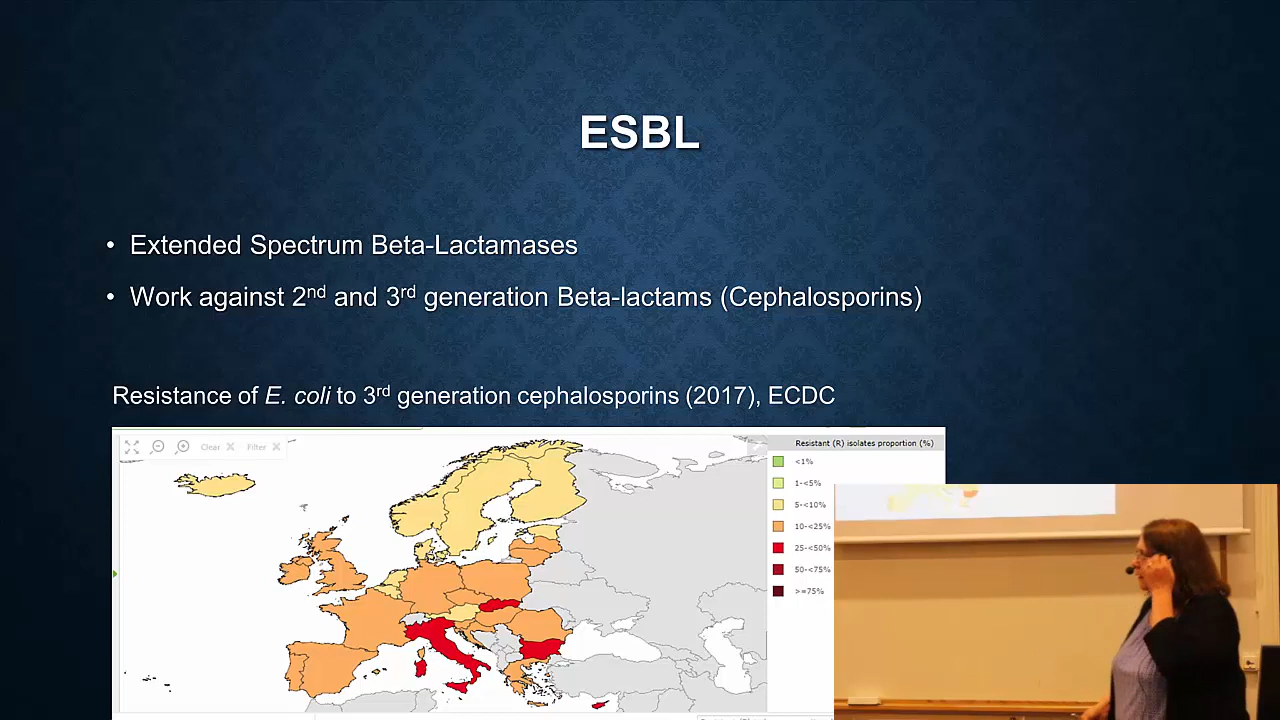 ESBL
• Extended Spectrum Beta-Lactamases
• Work against 2nd and 3rd generation Beta-lactams (Cephalosporins)
Resistance of E. coli to 3rd generation cephalosporins (2017), ECDC
Clear X Filter X
Resistant (R) isolates proportion (%)
<1%
1-<5%
5-<10%
10-<25%
25-<50%
50-<75%
>=75%